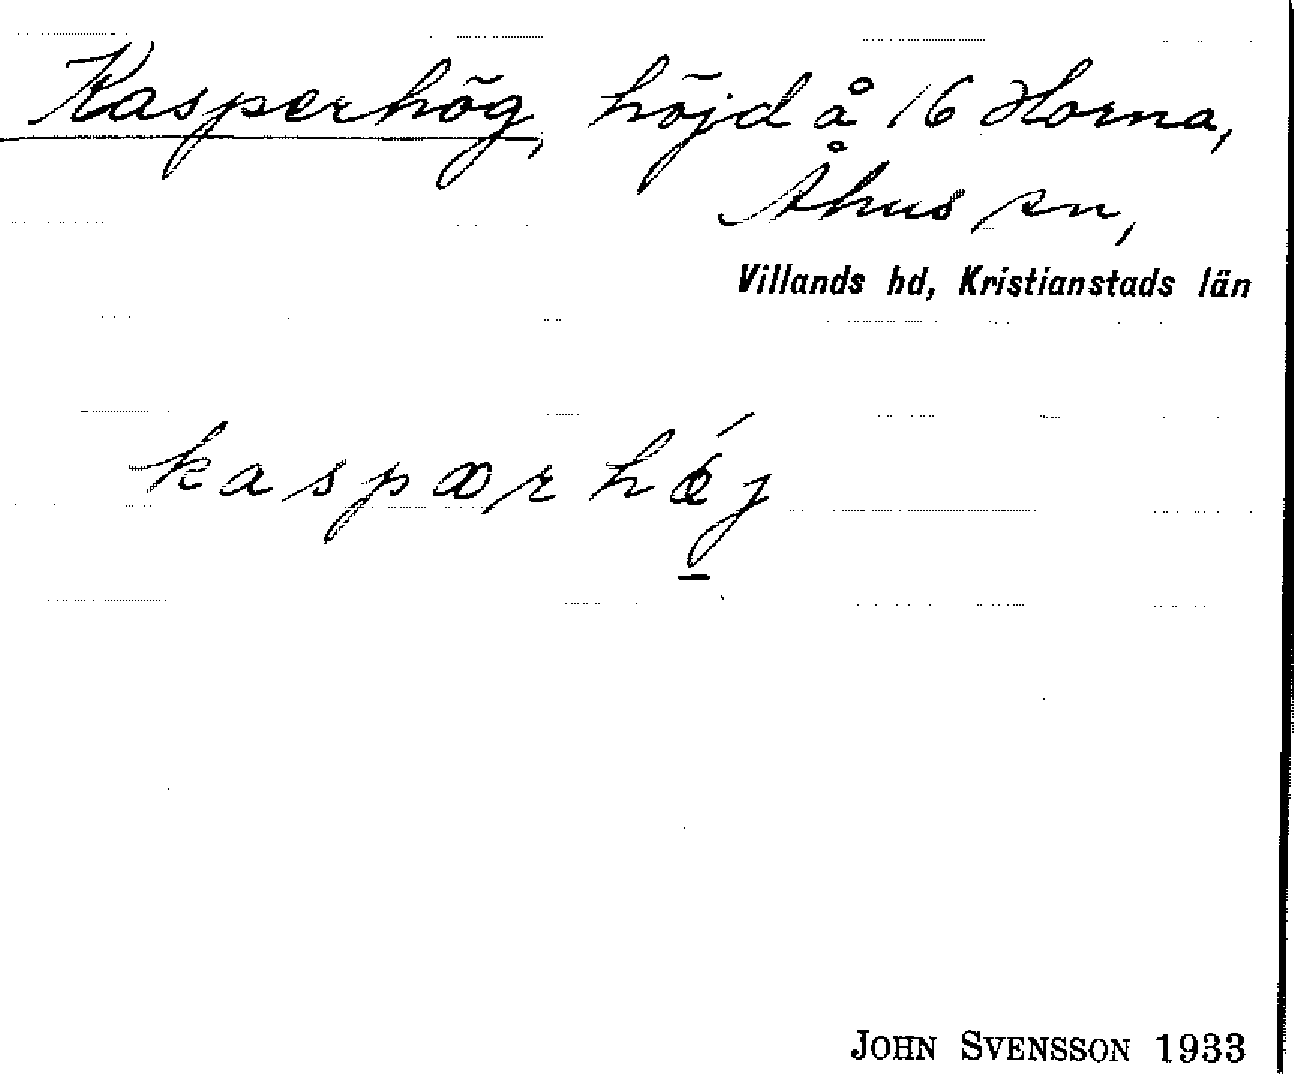 Kasperhög, höjd å 16 Horna,
Åhus sn,
Villands hd, Kristianstads län
kaspærhǿj
JOHN SVENSSON 1933